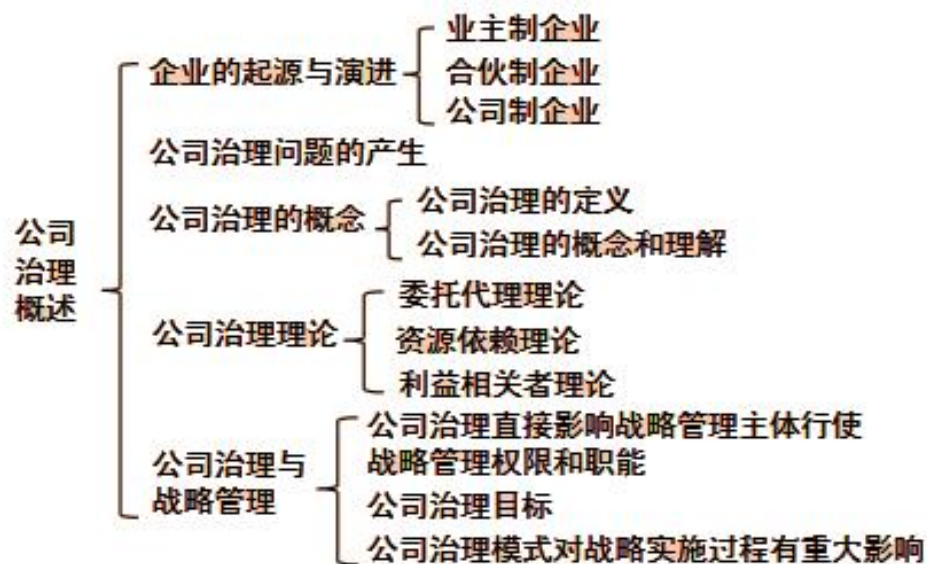 公司
治理
概述
企业的起源与演进
业主制企业
合伙制企业
公司制企业
公司治理问题的产生
公司治理的概念
公司治理的定义
公司治理的概念和理解
公司治理理论
委托代理理论
资源依赖理论
利益相关者理论
公司治理与
战略管理
公司治理直接影响战略管理主体行使
战略管理权限和职能
公司治理目标
公司治理模式对战略实施过程有重大影响